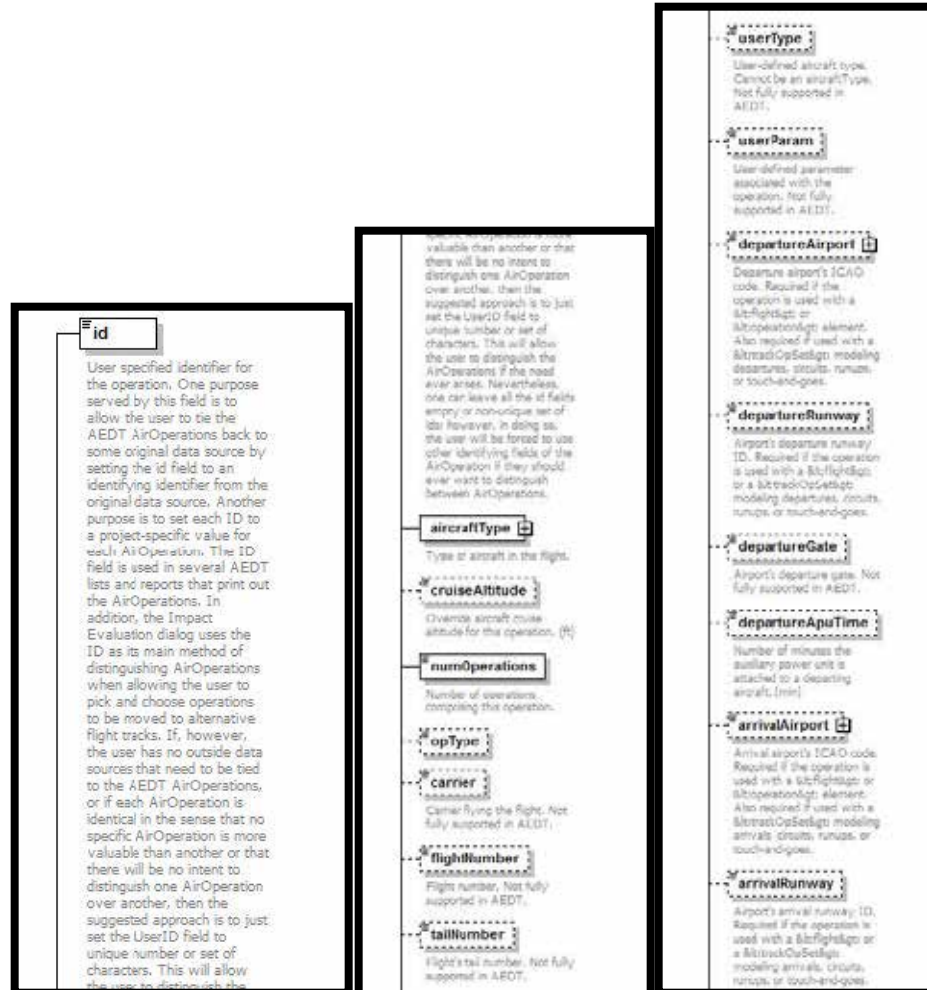 id
User specified identifier for
the operation. One purpose
served by this field is to
allow the user to tie the
AEDT AirOperations back to
some original data source by
setting the id field to an
identifying identifier from the
original data source. Another
purpose is to set each ID to
a project-specific value for
each AirOperation. The ID
field is used in several AEDT
lists and reports that print out
the AirOperations. In
addition, the Impact
Evaluation dialog uses the
ID as its main method of
distinguishing AirOperations
when allowing the user to
pick and choose operations
to be moved to alternative
flight tracks. If, however,
the user has no outside data
sources that need to be tied
to the AEDT AirOperations,
or if each AirOperation is
identical in the sense that no
specific AirOperation is more
valuable than another or that
there will be no intent to
distinguish one AirOperation
over another, then the
suggested approach is to just
set the UserID field to
unique number or set of
characters. This will allow
the user to distinguish the
specific AirOperation is more
valuable than another or that
there will be no intent to
distinguish one AirOperation
over another, then the
suggested approach is to just
set the UserID field to
unique number or set of
characters. This will allow
the user to distinguish the
AirOperations if the need
ever arises. Nevertheless,
one can leave all the id fields
empty or non-unique set of
ids; however, in doing so,
the user will be forced to use
other identifying fields of the
AirOperation if they should
ever want to distinguish
between AirOperations.
aircraftType
Type of aircraft in the flight.
cruiseAltitude
Override aircraft cruise
altitude for this operation. (ft)
numOperations
Number of operations
comprising this operation.
opType
carrier
Carrier flying the flight. Not
fully supported in AEDT.
flightNumber
Flight number. Not fully
supported in AEDT.
tailNumber
Flight's tail number. Not fully
supported in AEDT.
userType
User-defined aircraft type.
Cannot be an aircraftType.
Not fully supported in
AEDT.
userParam
User-defined parameter
associated with the
operation. Not fully
supported in AEDT.
departureAirport
Departure airport's ICAO
code. Required if the
operation is used with a
&lt;flight&gt; or
&lt;operation&gt; element.
Also required if used with a
&lt;trackOpSet&gt; modeling
departures, circuits, runups,
or touch-and-goes.
departureRunway
Airport's departure runway
ID. Required if the operation
is used with a &lt;flight&gt;
or a &lt;trackOpSet&gt;
modeling departures, circuits,
runups, or touch-and-goes.
departureGate
Airport's departure gate. Not
fully supported in AEDT.
departureApuTime
Number of minutes the
auxiliary power unit is
attached to a departing
aircraft. [min]
arrivalAirport
Arrival airport's ICAO code.
Required if the operation is
used with a &lt;flight&gt; or
&lt;operation&gt; element.
Also required if used with a
&lt;trackOpSet&gt; modeling
arrivals, circuits, runups, or
touch-and-goes.
arrivalRunway
Airport's arrival runway ID.
Required if the operation is
used with a &lt;flight&gt; or
a &lt;trackOpSet&gt;
modeling arrivals, circuits,
runups, or touch-and-goes.